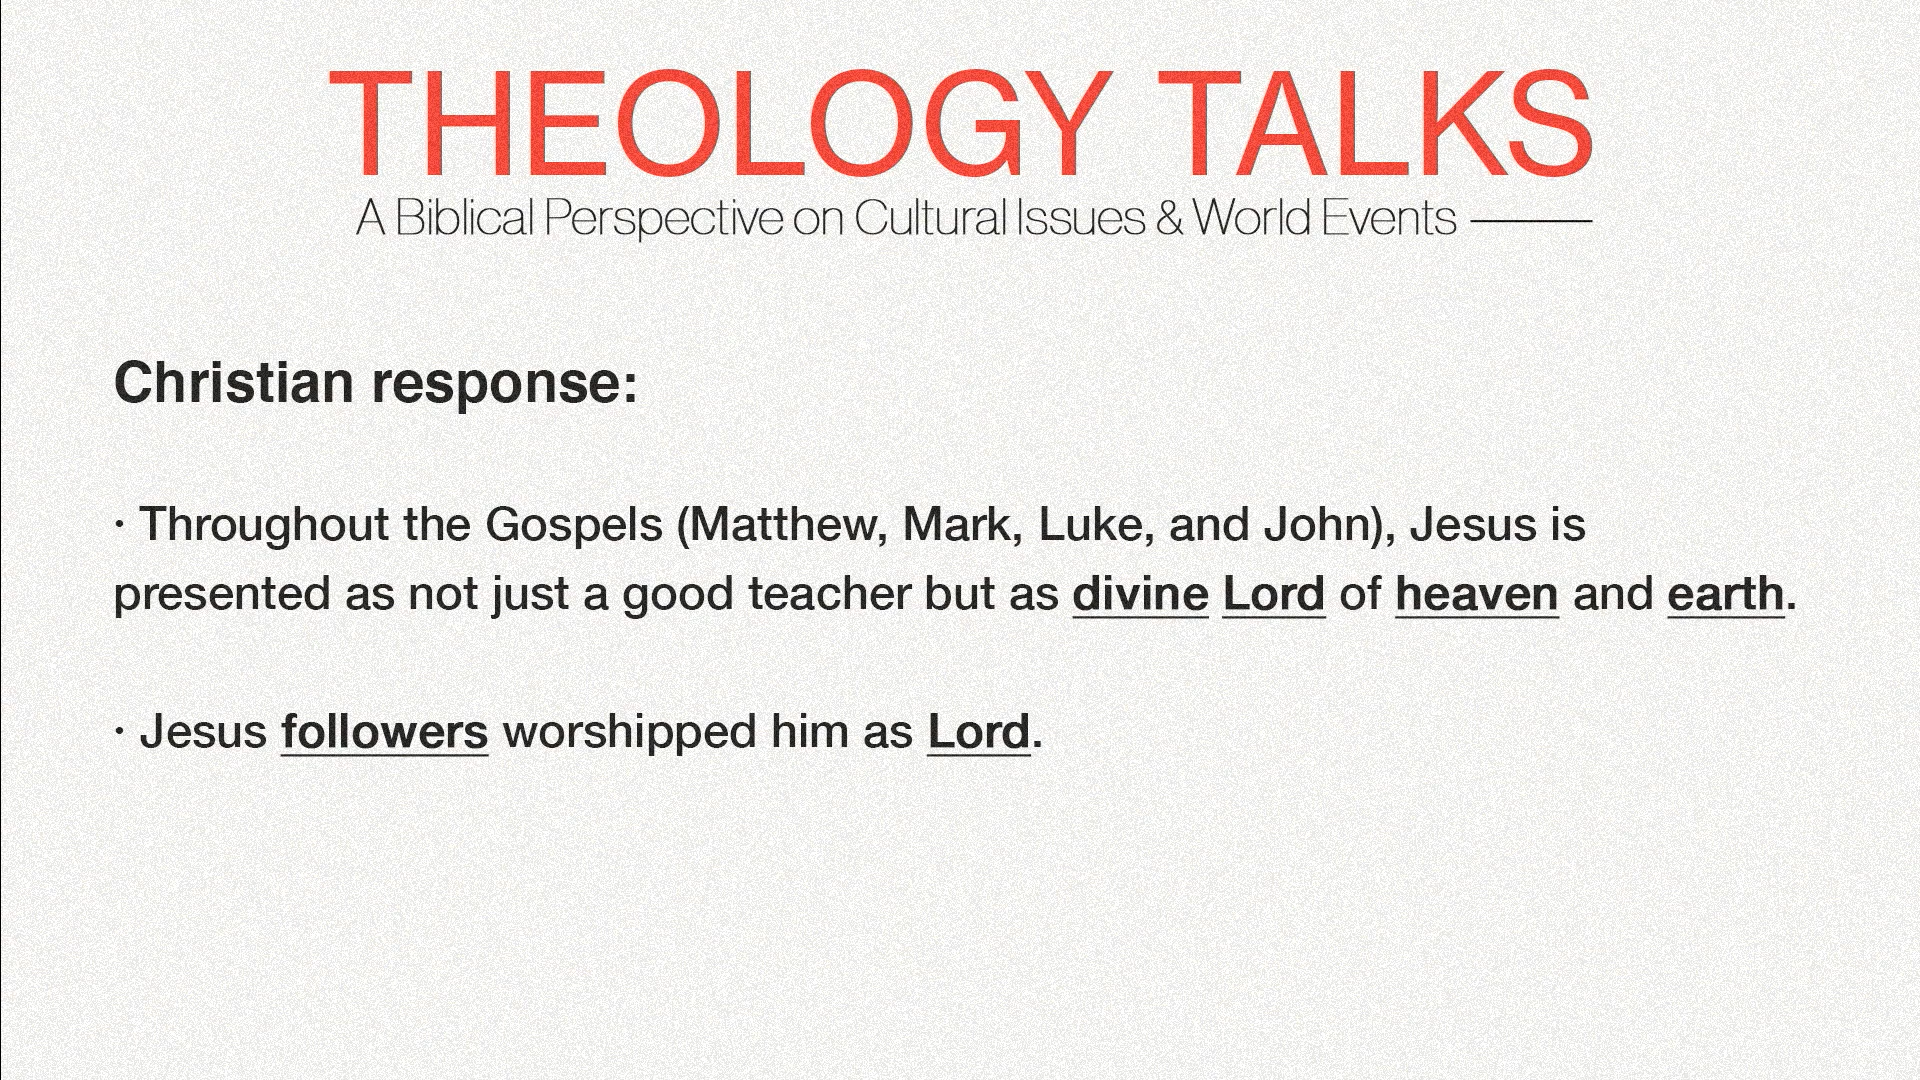 THEOLOGY TALKS
A Biblical Perspective on Cultural Issues & World Events
Christian response:
· Throughout the Gospels (Matthew, Mark, Luke, and John), Jesus is
presented as not just a good teacher but as divine Lord of heaven and earth.
· Jesus followers worshipped him as Lord.